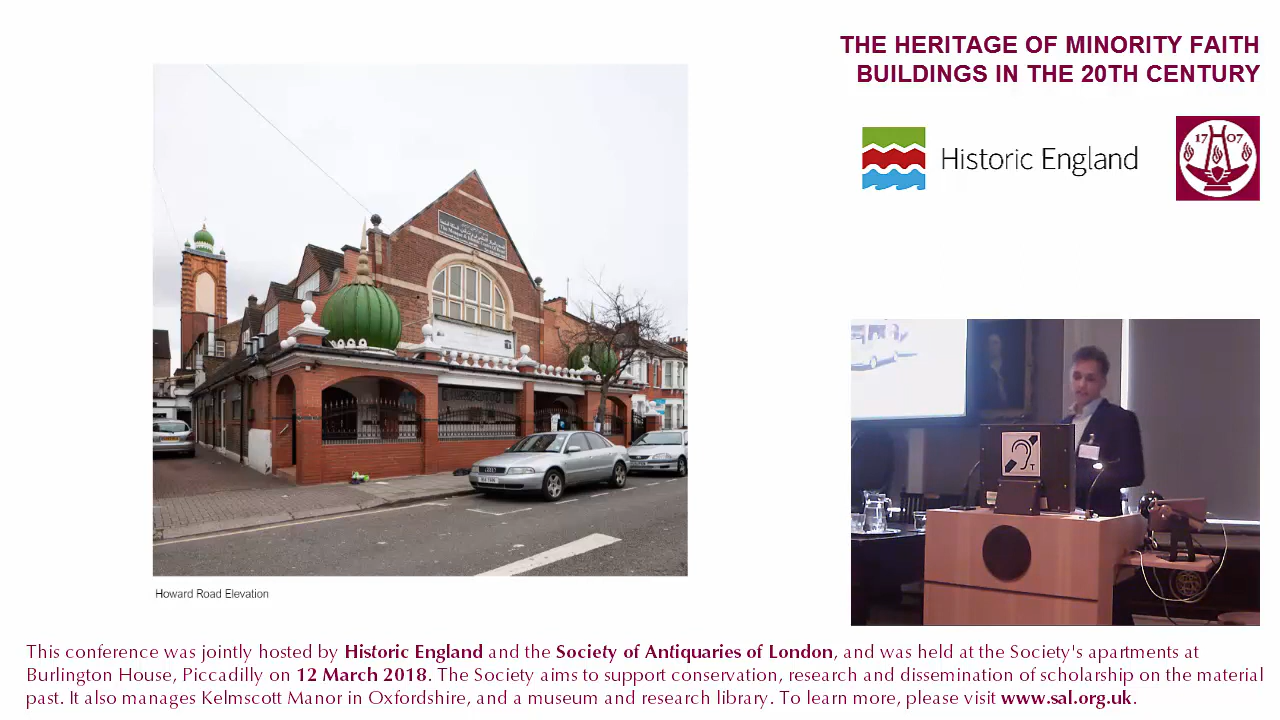 THE HERITAGE OF MINORITY FAITH
BUILDINGS IN THE 20TH CENTURY
Historic England
17 07
T
Howard Road Elevation
This conference was jointly hosted by Historic England and the Society of Antiquaries of London, and was held at the Society's apartments at
Burlington House, Piccadilly on 12 March 2018. The Society aims to support conservation, research and dissemination of scholarship on the material
past. It also manages Kelmscott Manor in Oxfordshire, and a museum and research library. To learn more, please visit www.sal.org.uk.